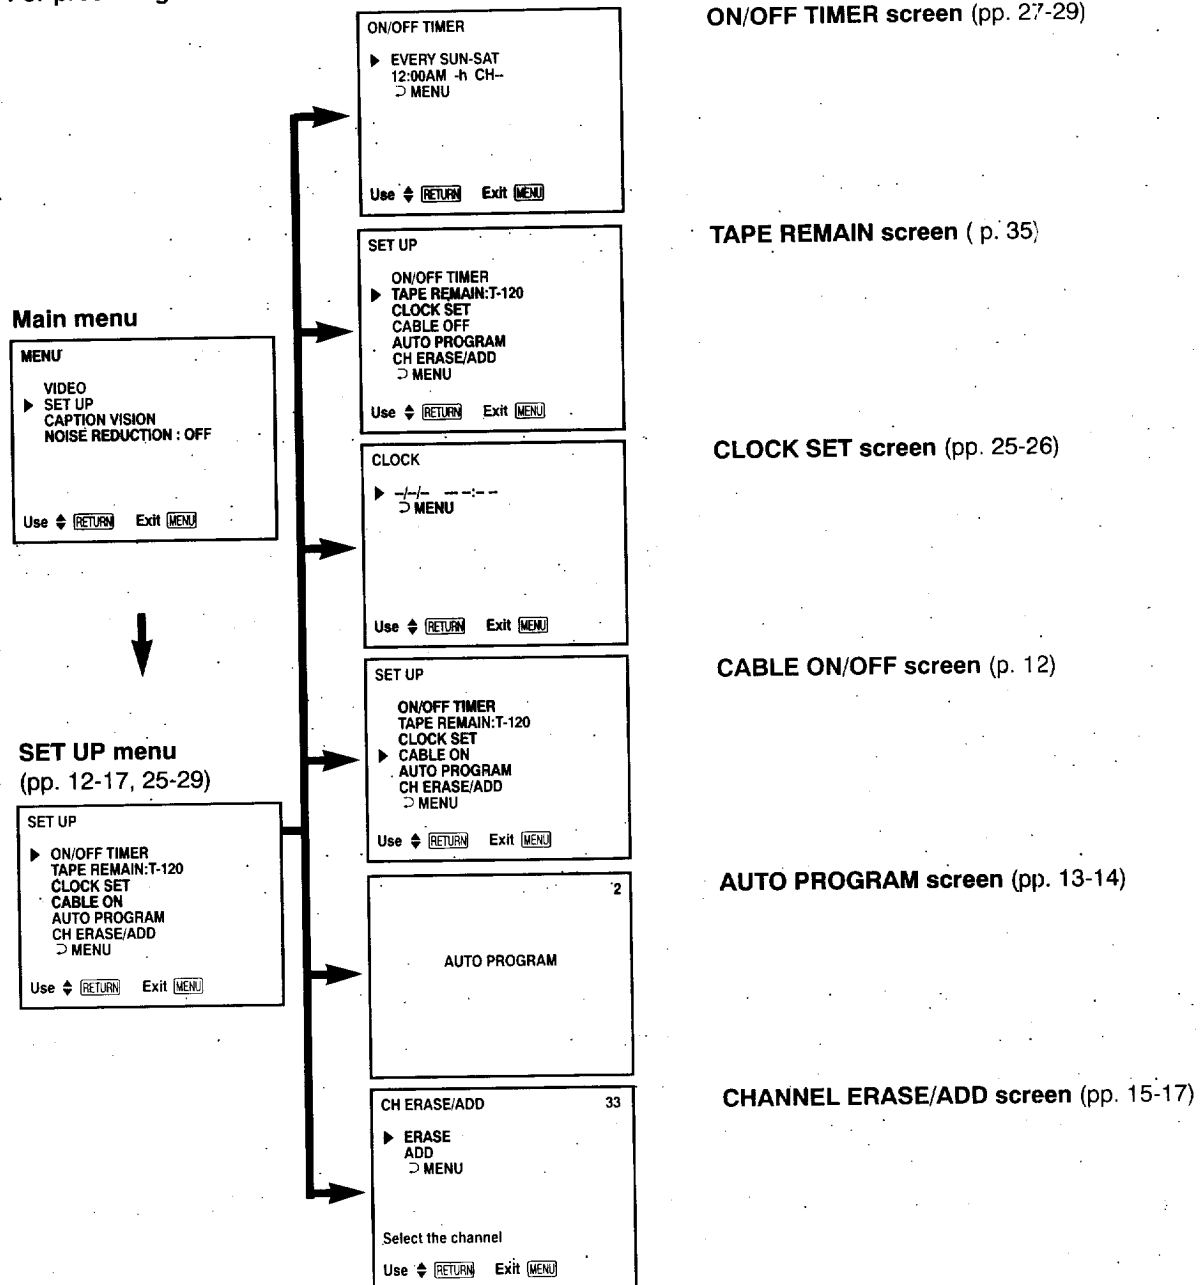 ON/OFF TIMER
▶ EVERY SUN-SAT
12:00AM -h CH--
⊃ MENU
Use ◆ RETURN Exit MENU
ON/OFF TIMER screen (pp. 27-29)
SET UP
ON/OFF TIMER
▶ TAPE REMAIN:T-120
CLOCK SET
CABLE OFF
AUTO PROGRAM
CH ERASE/ADD
⊃ MENU
Use ◆ RETURN Exit MENU
TAPE REMAIN screen ( p. 35)
Main menu
MENU
VIDEO
▶ SET UP
CAPTION VISION
NOISE REDUCTION : OFF
Use ◆ RETURN Exit MENU
CLOCK
▶ –/–/– – –:– –
⊃ MENU
Use ◆ RETURN Exit MENU
CLOCK SET screen (pp. 25-26)
SET UP
ON/OFF TIMER
TAPE REMAIN:T-120
CLOCK SET
▶ CABLE ON
AUTO PROGRAM
CH ERASE/ADD
⊃ MENU
Use ◆ RETURN Exit MENU
CABLE ON/OFF screen (p. 12)
SET UP menu
(pp. 12-17, 25-29)
SET UP
▶ ON/OFF TIMER
TAPE REMAIN:T-120
CLOCK SET
CABLE ON
AUTO PROGRAM
CH ERASE/ADD
⊃ MENU
Use ◆ RETURN Exit MENU
2
AUTO PROGRAM
AUTO PROGRAM screen (pp. 13-14)
CH ERASE/ADD 33
▶ ERASE
ADD
⊃ MENU
Select the channel
Use ◆ RETURN Exit MENU
CHANNEL ERASE/ADD screen (pp. 15-17)